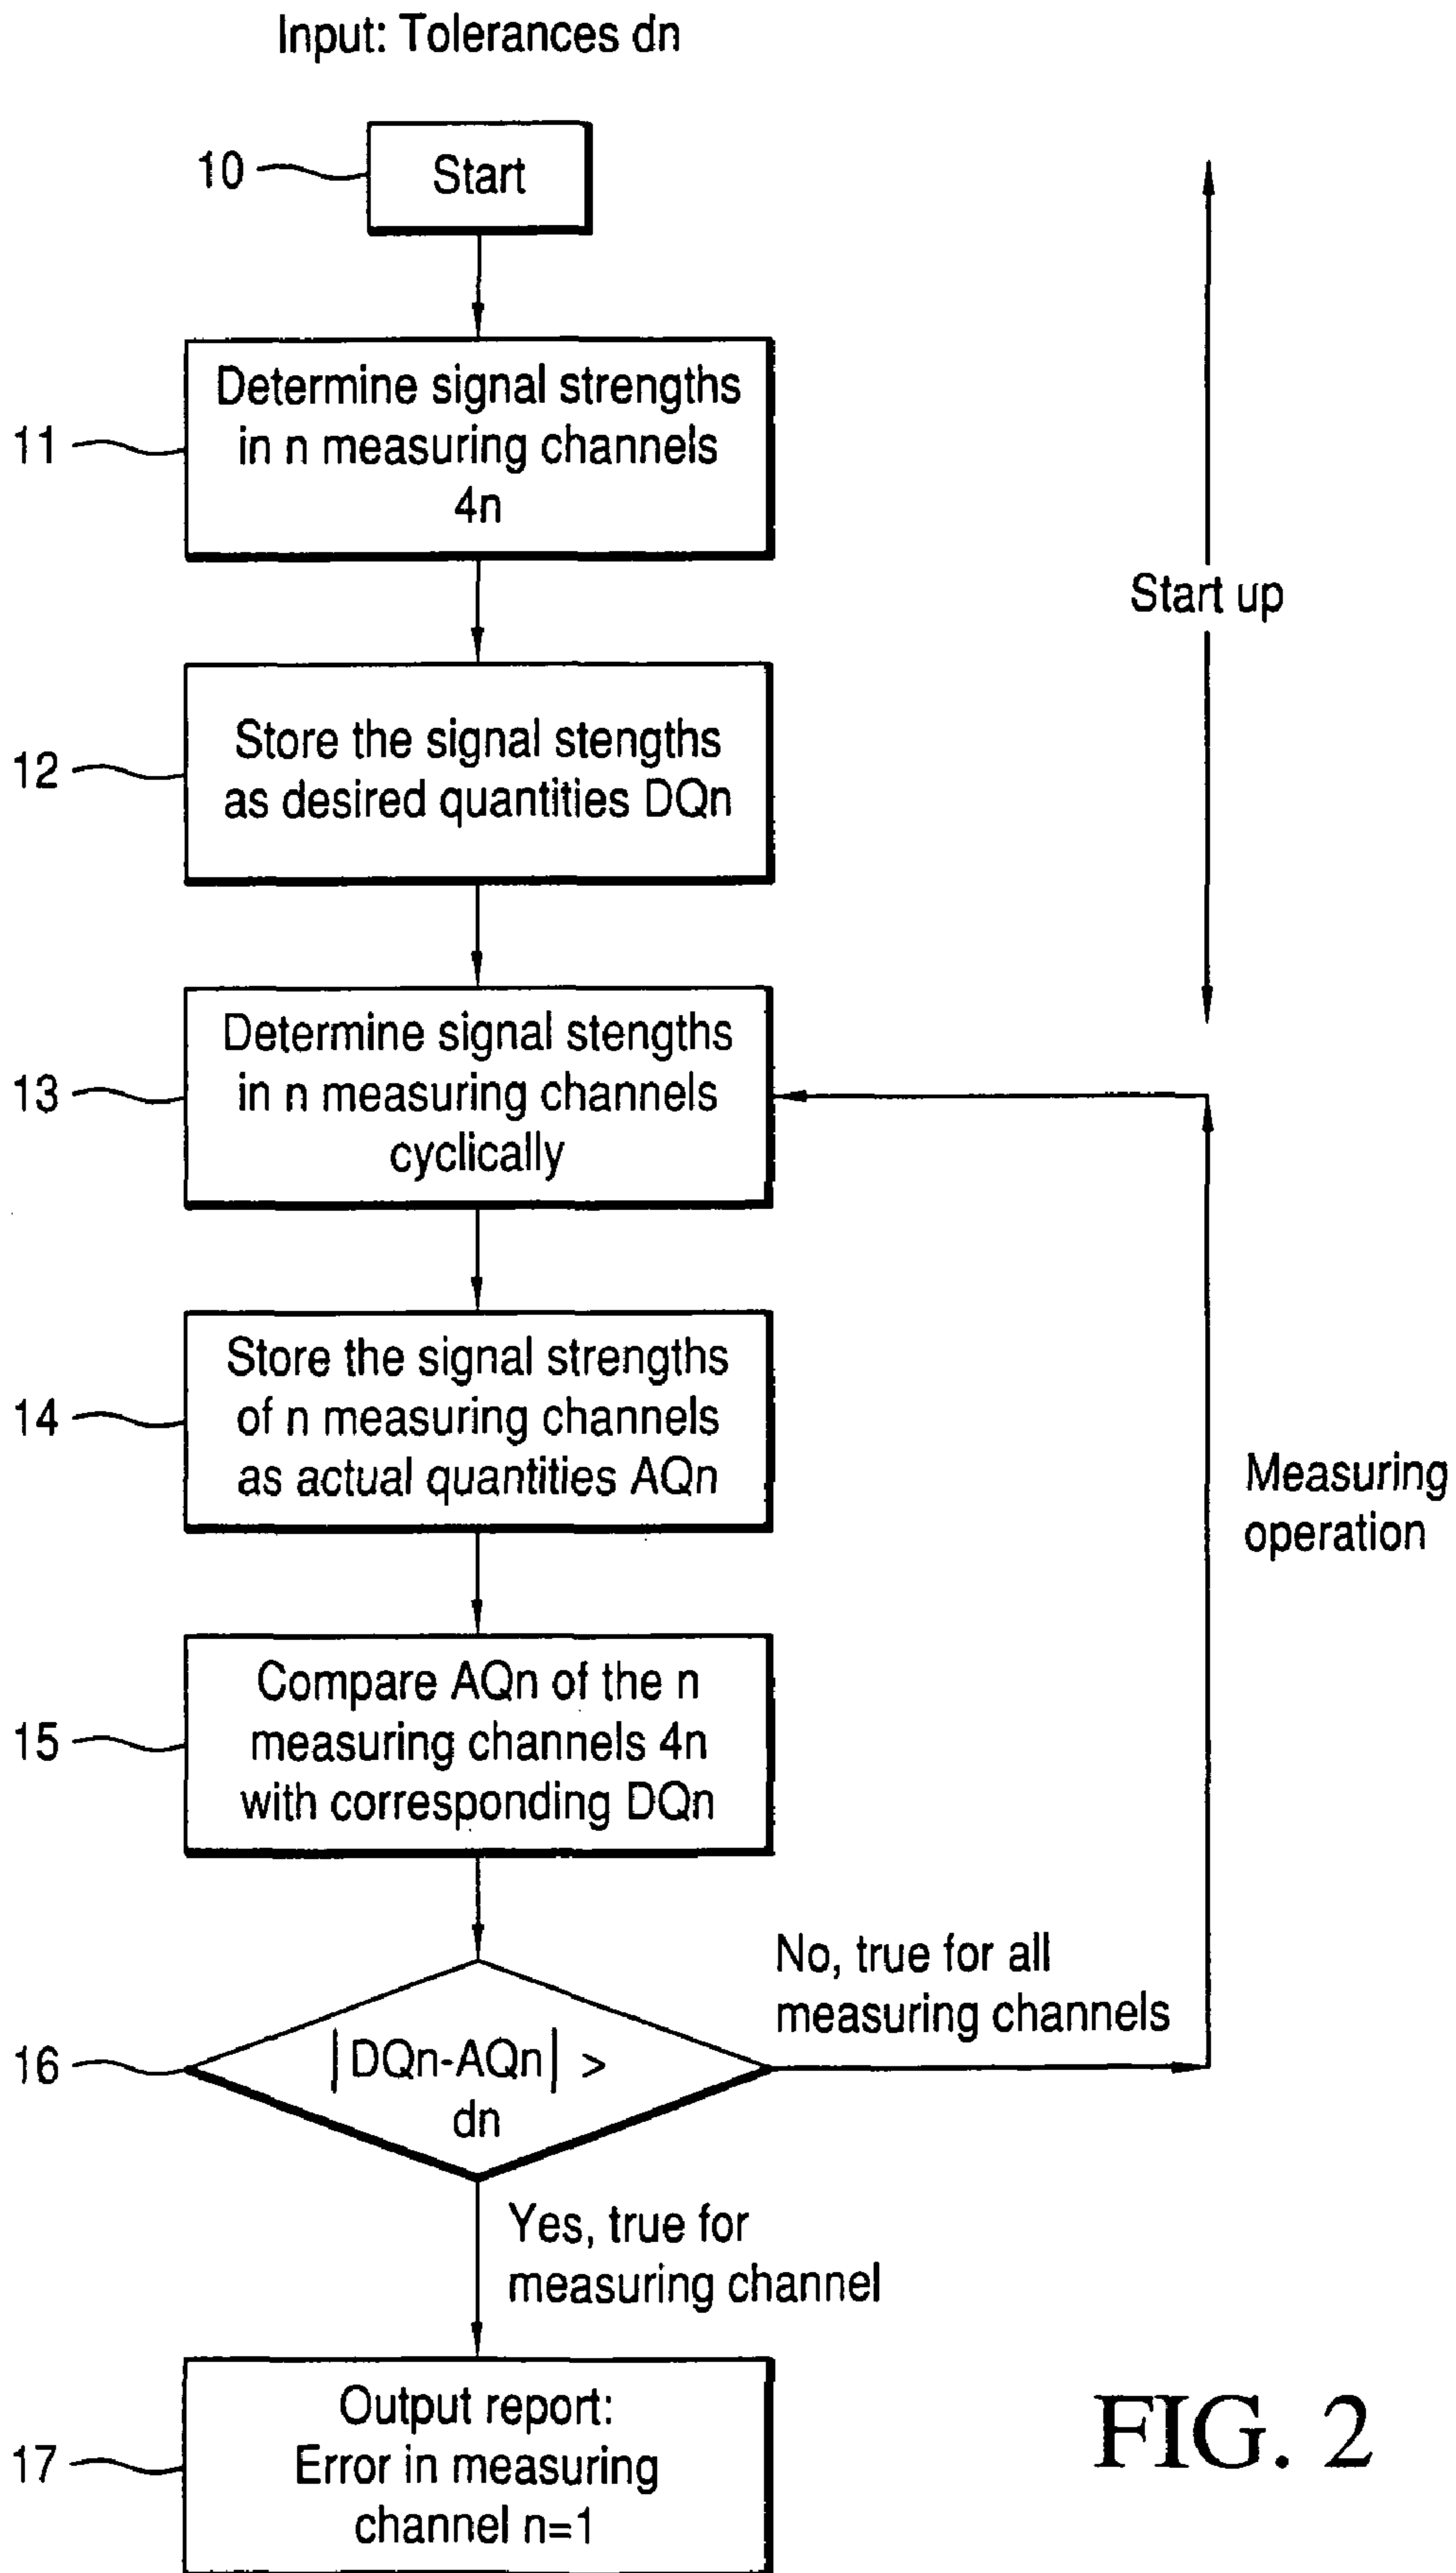 Input: Tolerances dn
10
Start
11
Determine signal strengths
in n measuring channels
4n
Start up
12
Store the signal stengths
as desired quantities DQn
13
Determine signal stengths
in n measuring channels
cyclically
14
Store the signal strengths
of n measuring channels
as actual quantities AQn
Measuring
operation
15
Compare AQn of the n
measuring channels 4n
with corresponding DQn
16
|DQn-AQn| >
dn
No, true for all
measuring channels
Yes, true for
measuring channel
17
Output report:
Error in measuring
channel n=1
FIG. 2